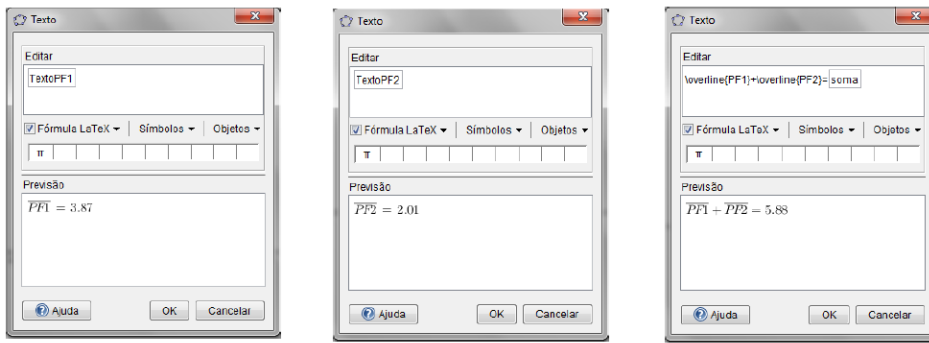 Texto
Editar
TextoPF1
Fórmula LaTeX
Símbolos
Objetos
π
Previsão
PF1 = 3.87
Ajuda
OK
Cancelar
Texto
Editar
TextoPF2
Fórmula LaTeX
Símbolos
Objetos
π
Previsão
PF2 = 2.01
Ajuda
OK
Cancelar
Texto
Editar
\overline{PF1}+\overline{PF2}= soma
Fórmula LaTeX
Símbolos
Objetos
π
Previsão
PF1 + PF2 = 5.88
Ajuda
OK
Cancelar